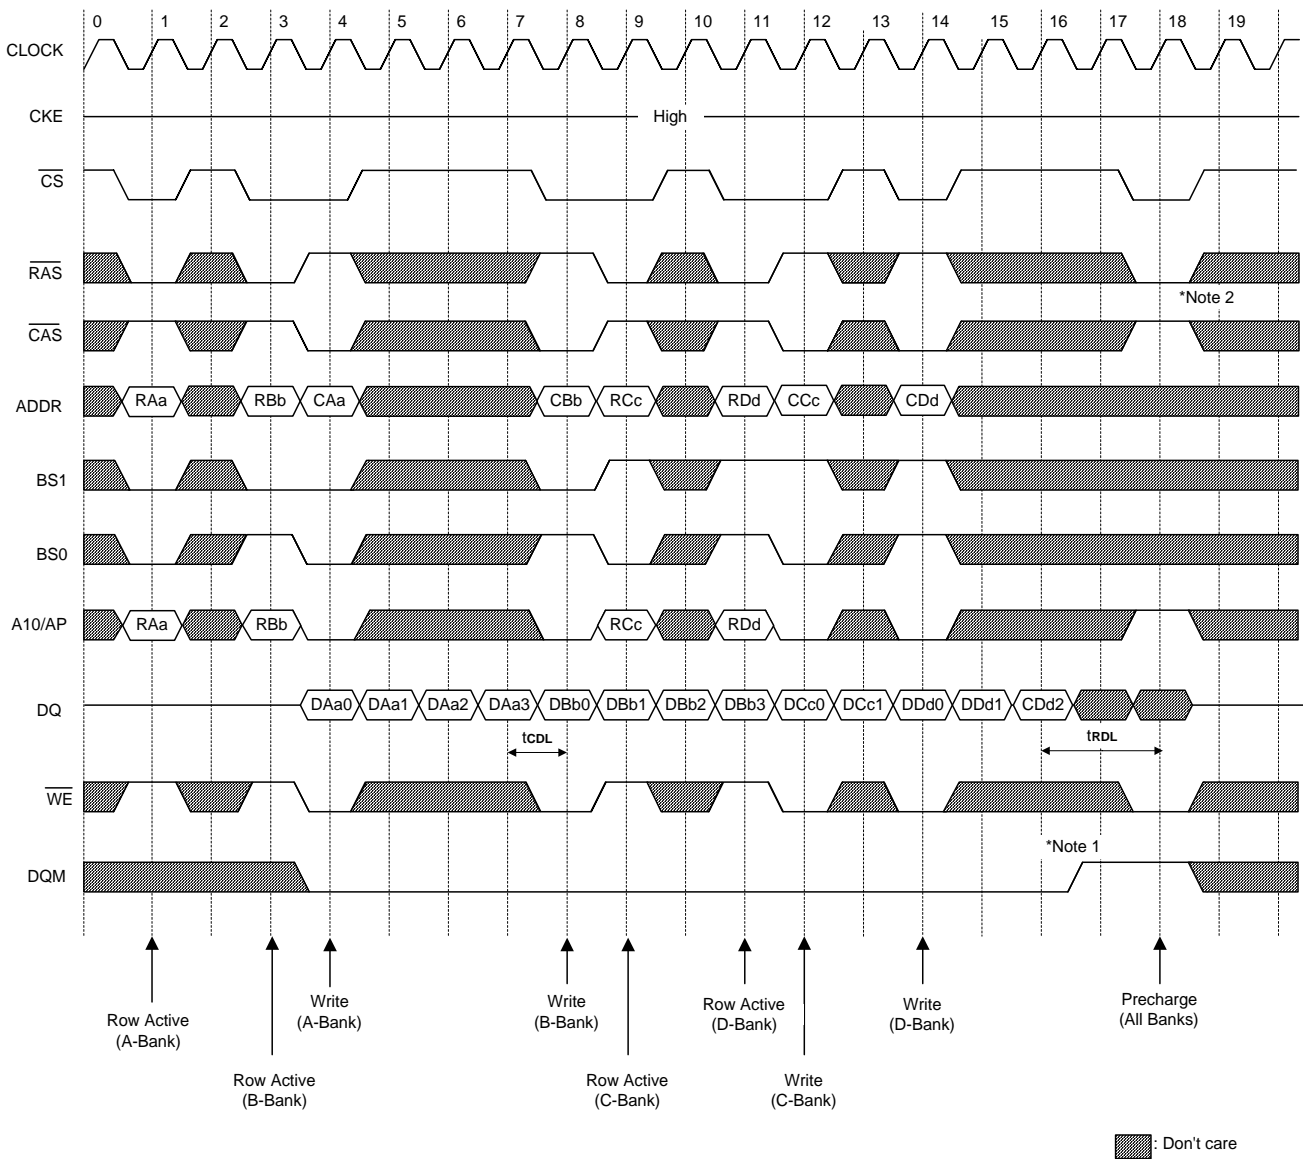 0 1 2 3 4 5 6 7 8 9 10 11 12 13 14 15 16 17 18 19
CLOCK
CKE High
CS
RAS
*Note 2
CAS
ADDR RAa RBb CAa CBb RCc RDd CCc CDd
BS1
BS0
A10/AP RAa RBb RCc RDd
DQ DAa0 DAa1 DAa2 DAa3 DBb0 DBb1 DBb2 DBb3 DCc0 DCc1 DDd0 DDd1 CDd2
tCDL tRDL
WE
*Note 1
DQM
Row Active
(A-Bank)
Row Active
(B-Bank)
Write
(A-Bank)
Write
(B-Bank)
Row Active
(C-Bank)
Row Active
(D-Bank)
Write
(C-Bank)
Write
(D-Bank)
Precharge
(All Banks)
: Don't care